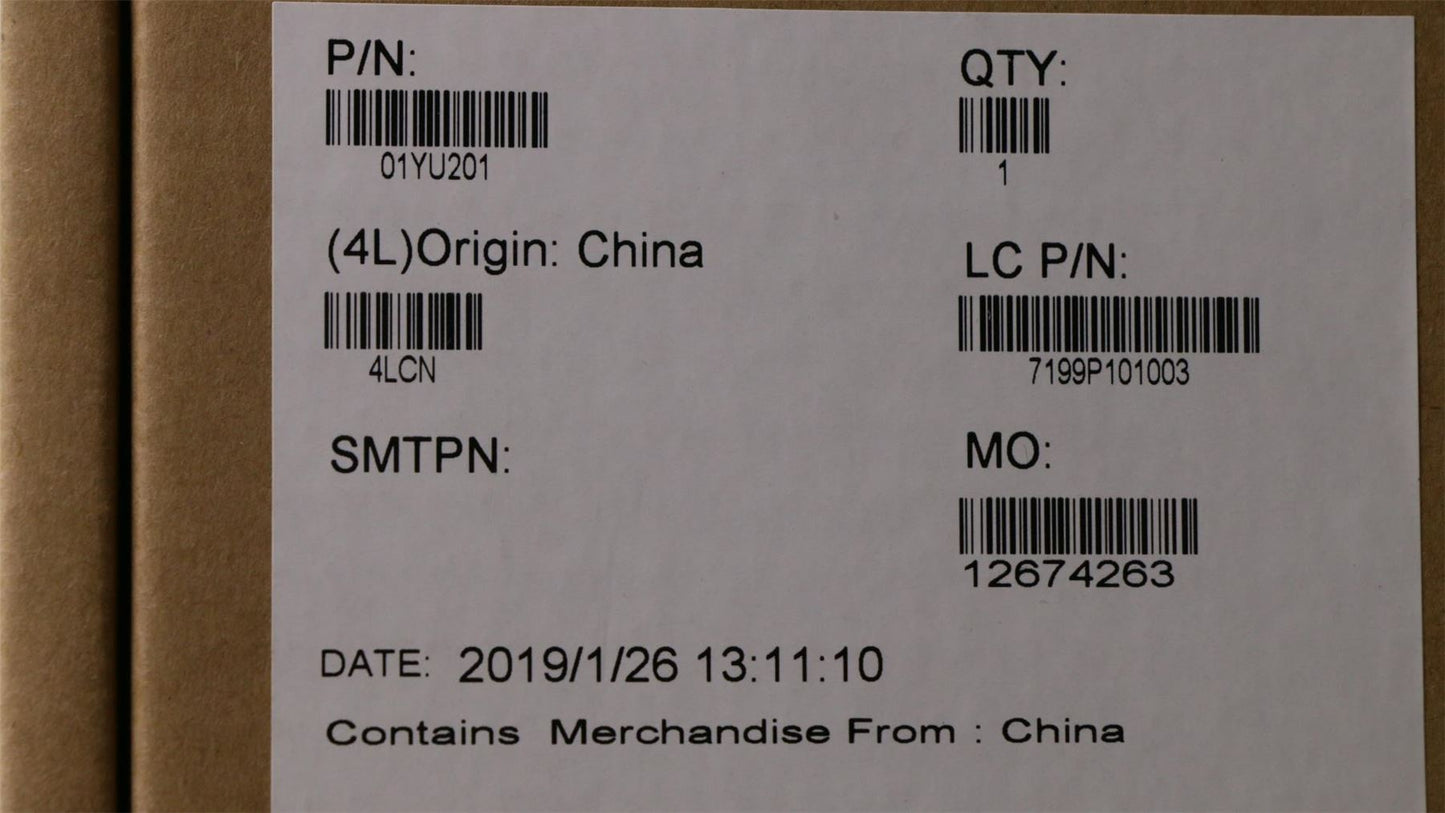 P/N:
QTY:
01YU201
1
(4L)Origin: China
LC P/N:
4LCN
7199P101003
SMTPN:
MO:
12674263
DATE: 2019/1/26 13:11:10
Contains Merchandise From : China